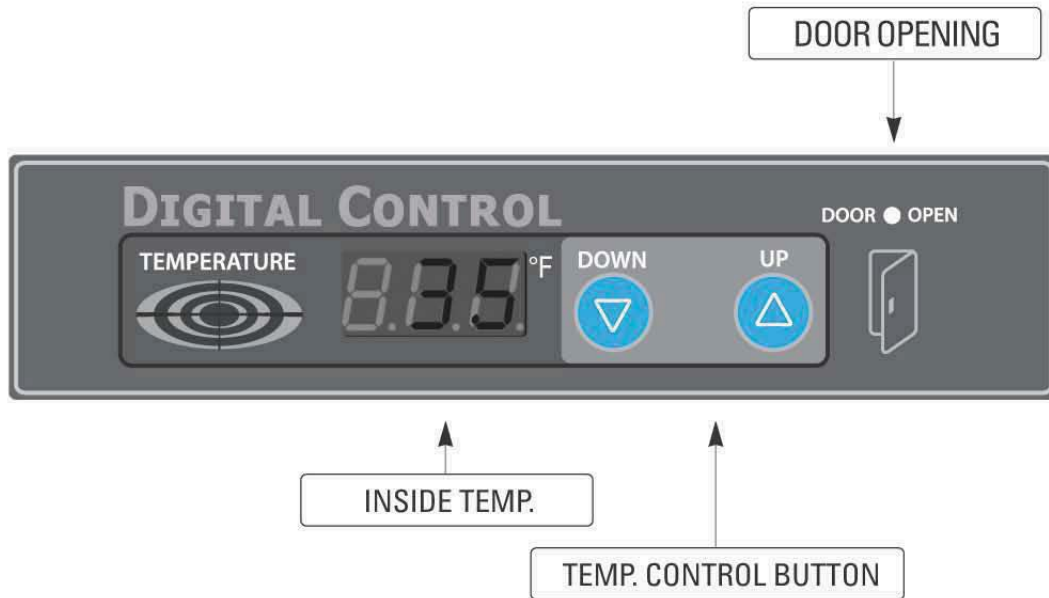 DOOR OPENING
DIGITAL CONTROL
DOOR OPEN
TEMPERATURE
35 °F
DOWN
UP
INSIDE TEMP.
TEMP. CONTROL BUTTON